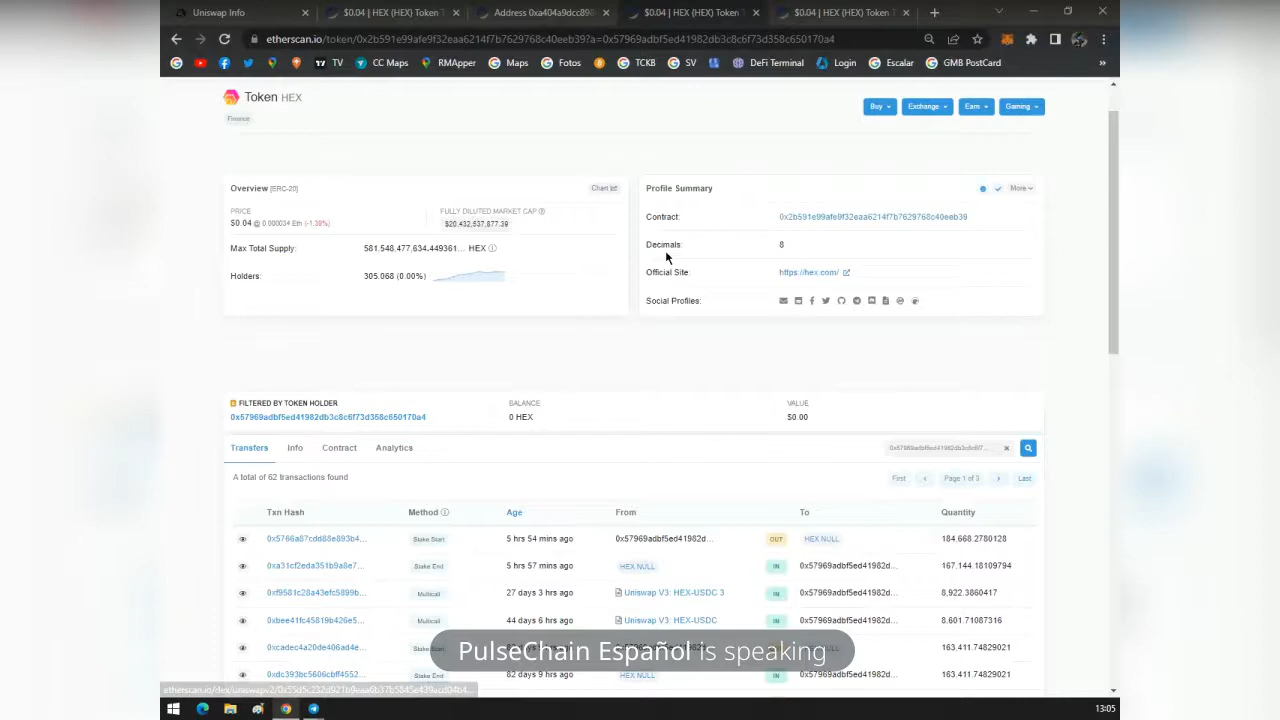 Uniswap Info
$0.04 | HEX (HEX) Token T
Address 0xa404a9dcc898
$0.04 | HEX (HEX) Token T
$0.04 | HEX (HEX) Token T
etherscan.io/token/0x2b591e99afe9f32eaa6214f7b7629768c40eeb39?a=0x57969adbf5ed41982db3c8c6f73d358c650170a4
TV
CC Maps
RMApper
Maps
Fotos
TCKB
SV
DeFi Terminal
Login
Escalar
GMB PostCard
Token HEX
Finance
Buy
Exchange
Earn
Gaming
Overview [ERC-20]
Chart
PRICE
$0.04 @ 0.000034 Eth (-1.38%)
FULLY DILUTED MARKET CAP
$20,432,537,877.39
Max Total Supply:
581,548,477,634.449361... HEX
Holders:
305,068 (0.00%)
Profile Summary
More
Contract:
0x2b591e99afe9f32eaa6214f7b7629768c40eeb39
Decimals:
8
Official Site:
https://hex.com/
Social Profiles:
FILTERED BY TOKEN HOLDER
0x57969adbf5ed41982db3c8c6f73d358c650170a4
BALANCE
0 HEX
VALUE
$0.00
Transfers
Info
Contract
Analytics
0x57969adbf5ed41982db3c8c6f7...
A total of 62 transactions found
First
Page 1 of 3
Last
Txn Hash
Method
Age
From
To
Quantity
0x5766a87cdd88e893b4...
Stake Start
5 hrs 54 mins ago
0x57969adbf5ed41982d...
OUT
HEX NULL
184,668.2780128
0xa31cf2eda351b9a8e7...
Stake End
5 hrs 57 mins ago
HEX NULL
IN
0x57969adbf5ed41982d...
167,144.18109794
0xf9581c28a43efc5899b...
Multicall
27 days 3 hrs ago
Uniswap V3: HEX-USDC 3
IN
0x57969adbf5ed41982d...
8,922.3860417
0xbee41fc45819b426e5...
Multicall
44 days 6 hrs ago
Uniswap V3: HEX-USDC
IN
0x57969adbf5ed41982d...
8,601.71087316
0xcadec4a20de406ad4e...
163,411.74829021
0xdc393bc5606cbf4552...
82 days 9 hrs ago
HEX NULL
IN
0x57969adbf5ed41982d...
163,411.74829021
PulseChain Español is speaking
13:05